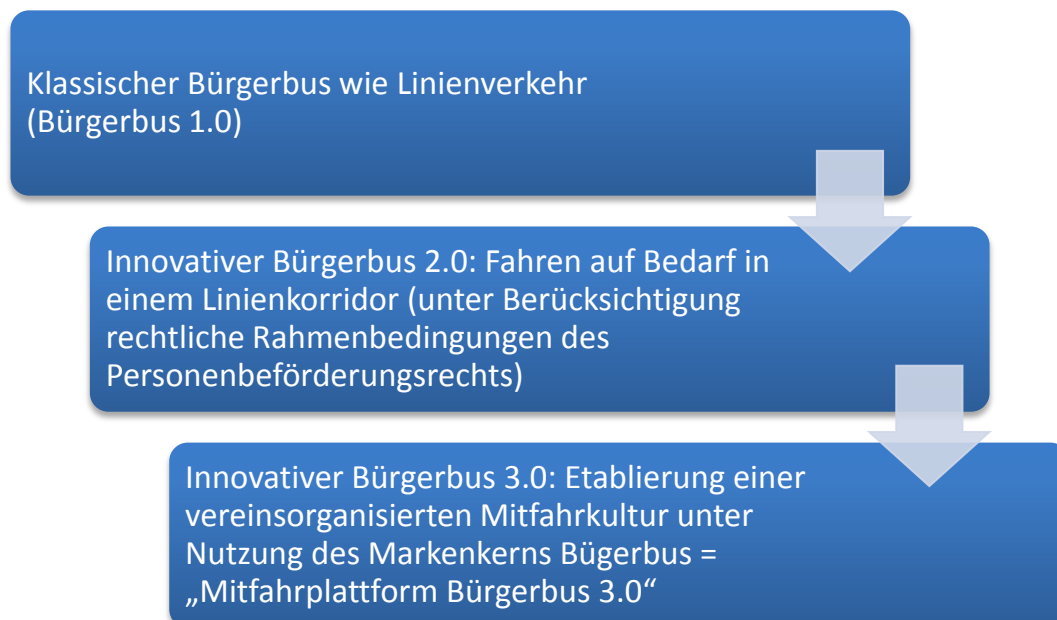 Klassischer Bürgerbus wie Linienverkehr
(Bürgerbus 1.0)
Innovativer Bürgerbus 2.0: Fahren auf Bedarf in
einem Linienkorridor (unter Berücksichtigung
rechtliche Rahmenbedingungen des
Personenbeförderungsrechts)
Innovativer Bürgerbus 3.0: Etablierung einer
vereinsorganisierten Mitfahrkultur unter
Nutzung des Markenkerns Bügerbus =
„Mitfahrplattform Bürgerbus 3.0“